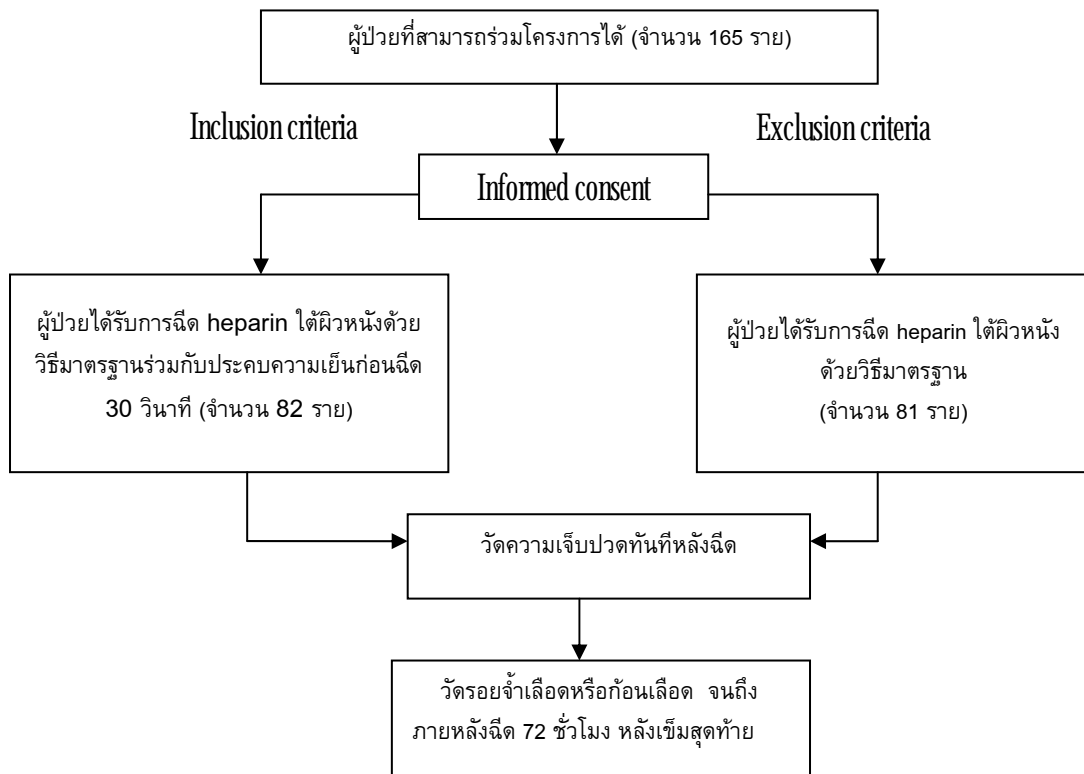 ผู้ป่วยที่สามารถร่วมโครงการได้ (จำนวน 165 ราย)
Inclusion criteria
Exclusion criteria
Informed consent
ผู้ป่วยได้รับการฉีด heparin ใต้ผิวหนังด้วย
วิธีมาตรฐานร่วมกับประคบความเย็นก่อนฉีด
30 วินาที (จำนวน 82 ราย)
ผู้ป่วยได้รับการฉีด heparin ใต้ผิวหนัง
ด้วยวิธีมาตรฐาน
(จำนวน 81 ราย)
วัดความเจ็บปวดทันทีหลังฉีด
วัดรอยจ้ำเลือดหรือก้อนเลือด จนถึง
ภายหลังฉีด 72 ชั่วโมง หลังเข็มสุดท้าย